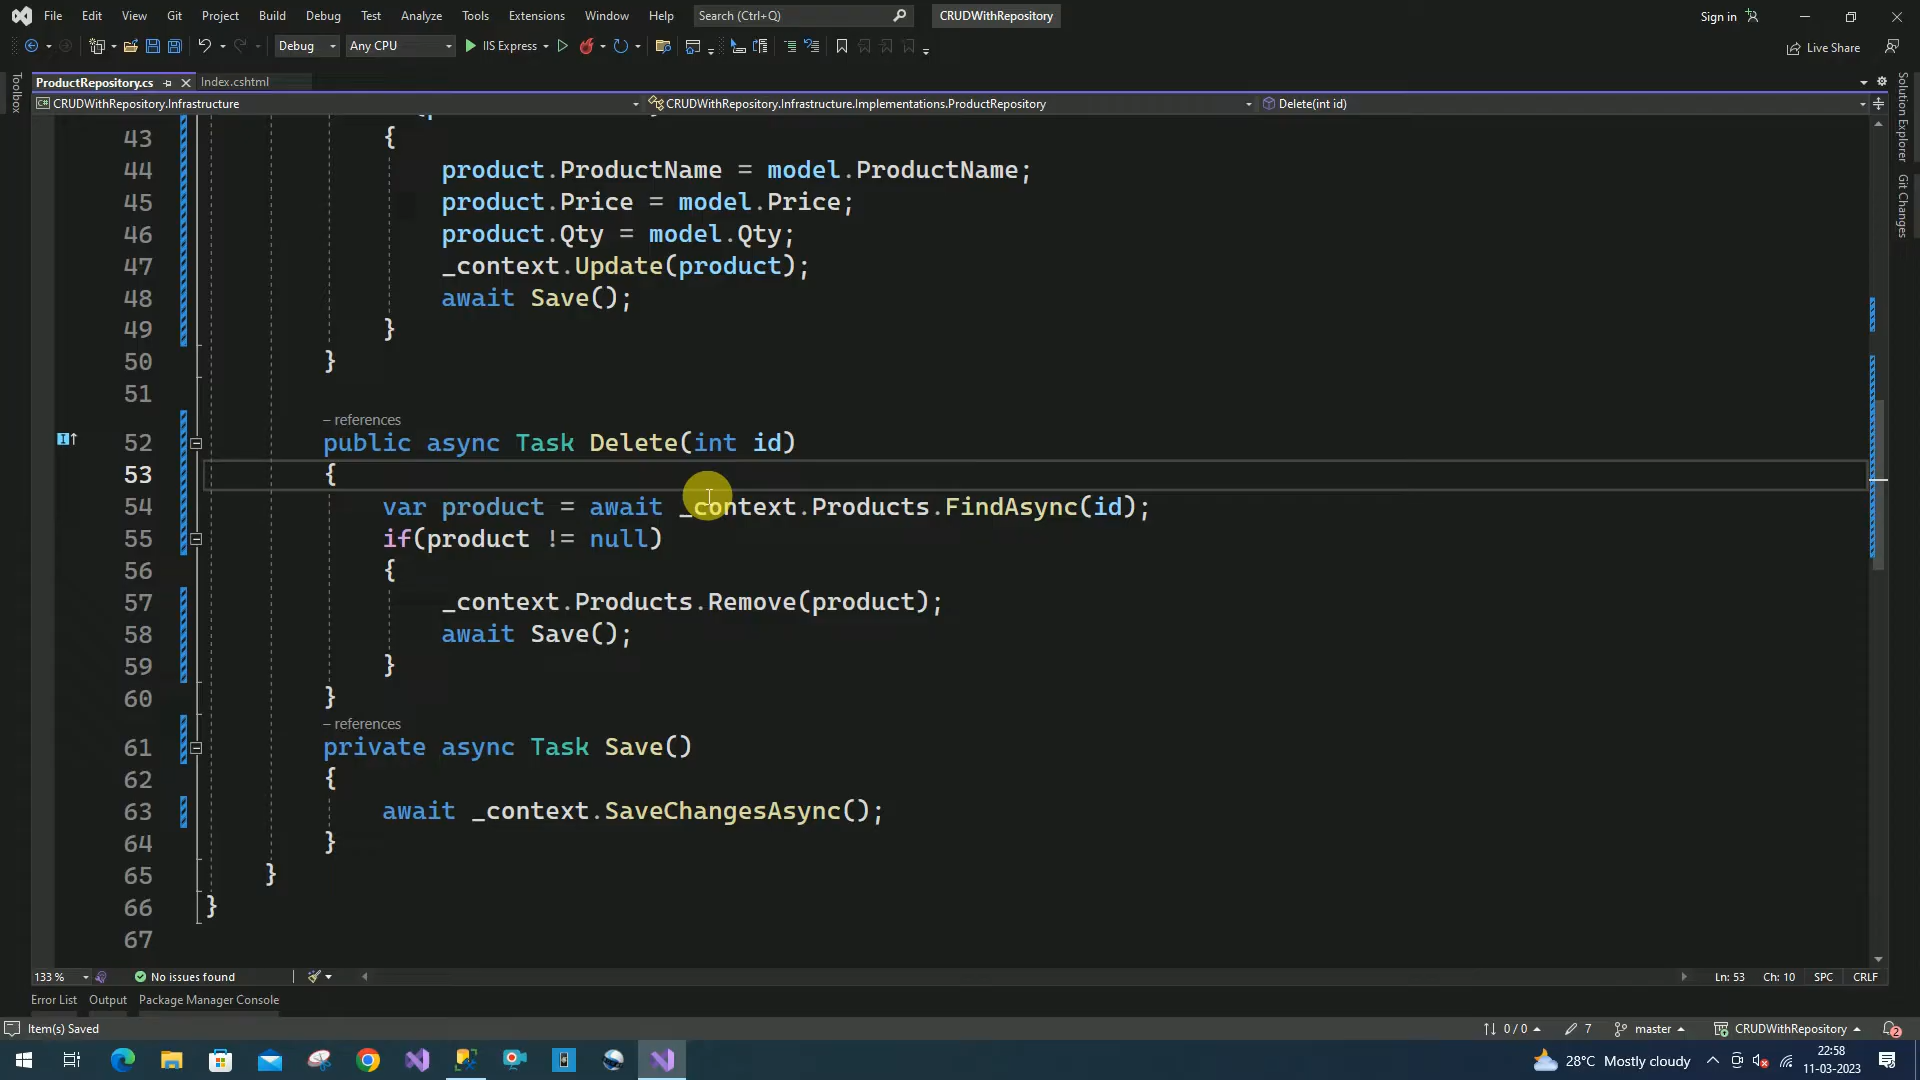 File Edit View Git Project Build Debug Test Analyze Tools Extensions Window Help Search (Ctrl+Q) CRUDWithRepository Sign in
Debug Any CPU IIS Express Live Share
Toolbox
ProductRepository.cs Index.cshtml
CRUDWithRepository.Infrastructure CRUDWithRepository.Infrastructure.Implementations.ProductRepository Delete(int id)
Solution Explorer
Git Changes
43 {
44 product.ProductName = model.ProductName;
45 product.Price = model.Price;
46 product.Qty = model.Qty;
47 _context.Update(product);
48 await Save();
49 }
50 }
51
– references
52 public async Task Delete(int id)
53 {
54 var product = await _context.Products.FindAsync(id);
55 if(product != null)
56 {
57 _context.Products.Remove(product);
58 await Save();
59 }
60 }
– references
61 private async Task Save()
62 {
63 await _context.SaveChangesAsync();
64 }
65 }
66 }
67
133 % No issues found Ln: 53 Ch: 10 SPC CRLF
Error List Output Package Manager Console
Item(s) Saved 0 / 0 7 master CRUDWithRepository 2
28°C Mostly cloudy 22:58
11-03-2023